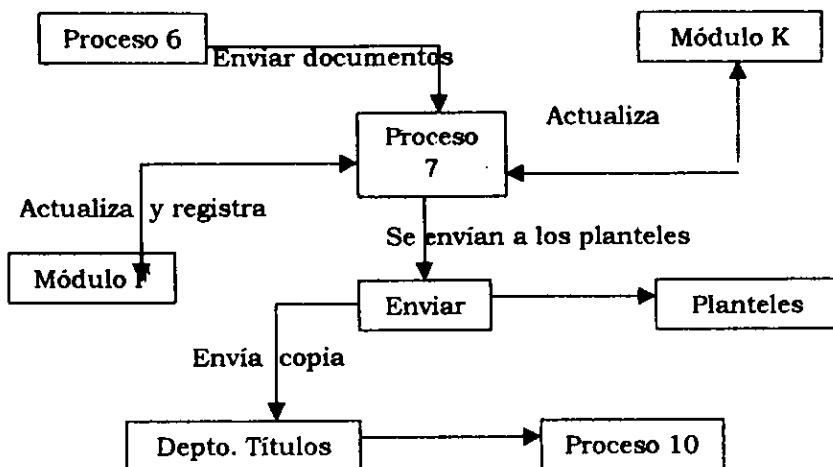 Proceso 6
Enviar documentos
Módulo K
Proceso
7
Actualiza
Actualiza y registra
Se envían a los planteles
Módulo
Enviar
Planteles
Envía copia
Depto. Títulos
Proceso 10